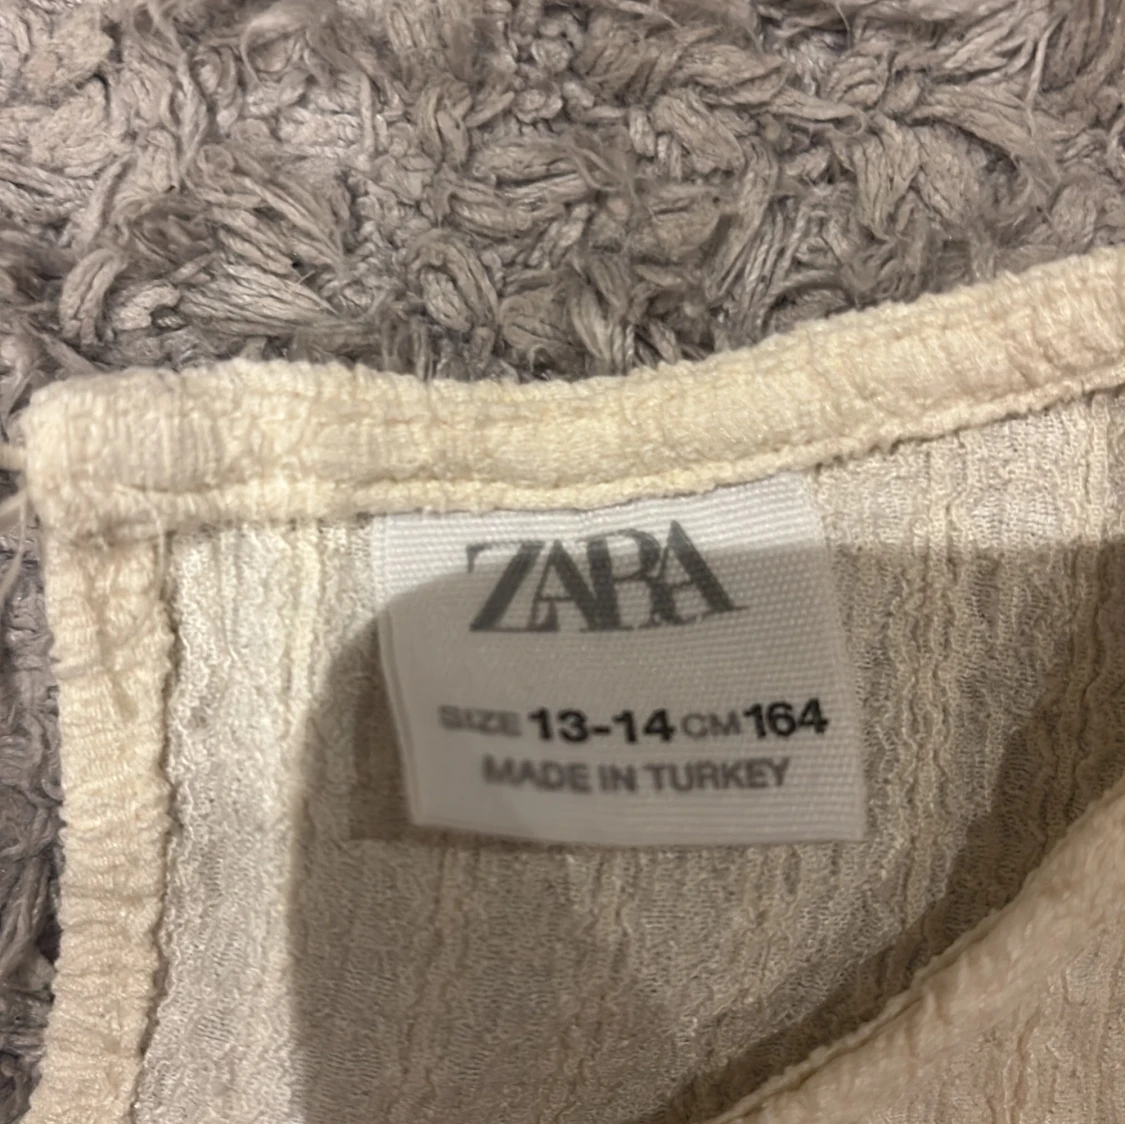 ZARA
SIZE 13-14 CM 164
MADE IN TURKEY